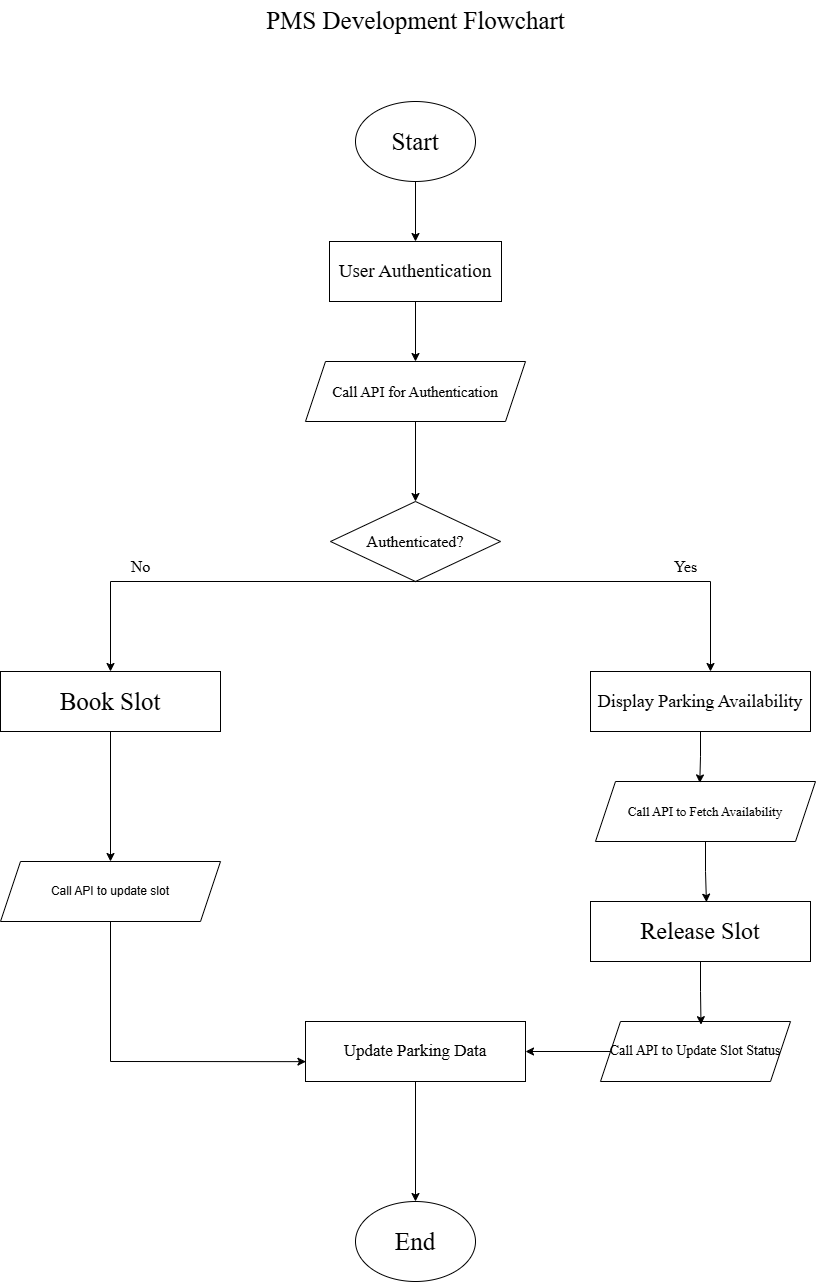 PMS Development Flowchart
Start
User Authentication
Call API for Authentication
Authenticated?
No
Yes
Book Slot
Display Parking Availability
Call API to Fetch Availability
Call API to update slot
Release Slot
Update Parking Data
Call API to Update Slot Status
End